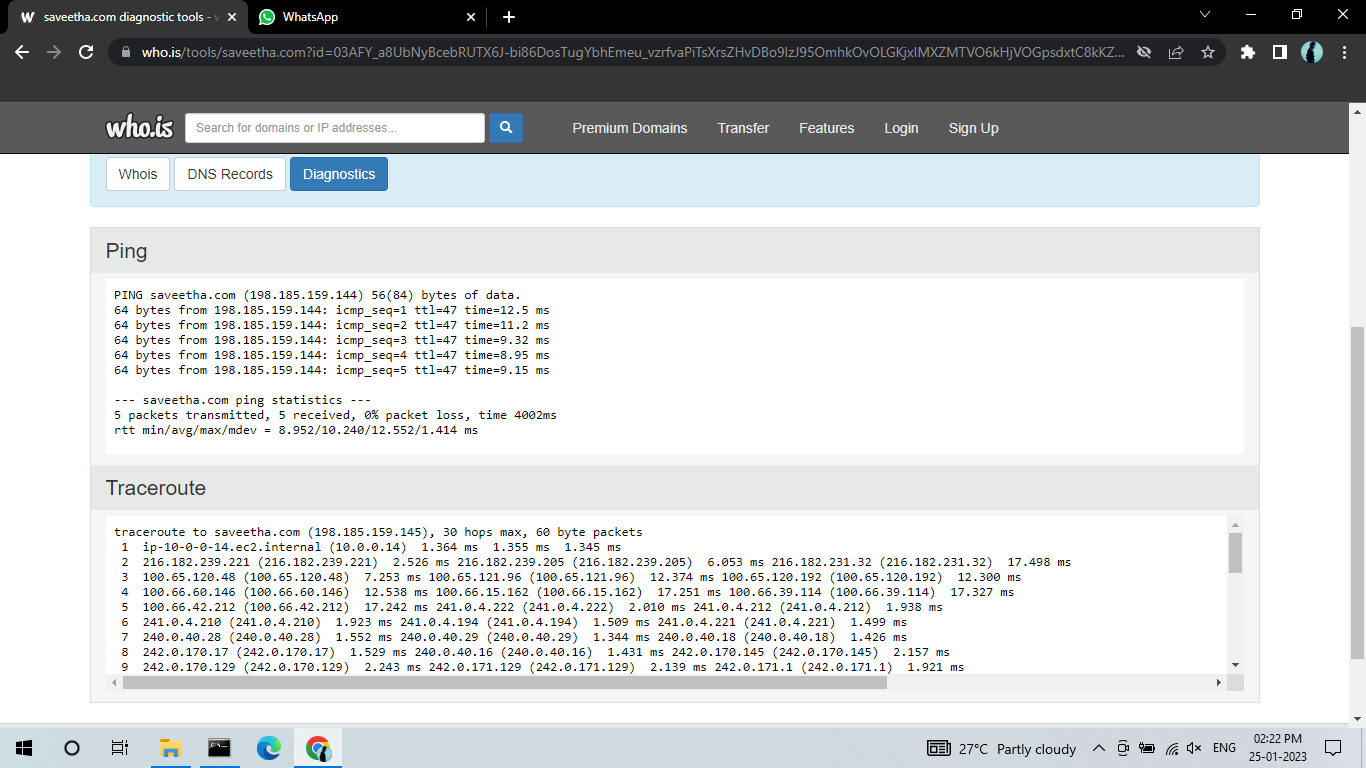 saveetha.com diagnostic tools -
WhatsApp
who.is/tools/saveetha.com?id=03AFY_a8UbNyBcebRUTX6J-bi86DosTugYbhEmeu_vzrfvaPiTsXrsZHvDBo9IzJ95OmhkOvOLGKjxIMXZMTVO6kHjVOGpsdxtC8kKZ...
who.is
Search for domains or IP addresses...
Premium Domains
Transfer
Features
Login
Sign Up
Whois
DNS Records
Diagnostics
Ping
PING saveetha.com (198.185.159.144) 56(84) bytes of data.
64 bytes from 198.185.159.144: icmp_seq=1 ttl=47 time=12.5 ms
64 bytes from 198.185.159.144: icmp_seq=2 ttl=47 time=11.2 ms
64 bytes from 198.185.159.144: icmp_seq=3 ttl=47 time=9.32 ms
64 bytes from 198.185.159.144: icmp_seq=4 ttl=47 time=8.95 ms
64 bytes from 198.185.159.144: icmp_seq=5 ttl=47 time=9.15 ms
--- saveetha.com ping statistics ---
5 packets transmitted, 5 received, 0% packet loss, time 4002ms
rtt min/avg/max/mdev = 8.952/10.240/12.552/1.414 ms
Traceroute
traceroute to saveetha.com (198.185.159.145), 30 hops max, 60 byte packets
1 ip-10-0-0-14.ec2.internal (10.0.0.14) 1.364 ms 1.355 ms 1.345 ms
2 216.182.239.221 (216.182.239.221) 2.526 ms 216.182.239.205 (216.182.239.205) 6.053 ms 216.182.231.32 (216.182.231.32) 17.498 ms
3 100.65.120.48 (100.65.120.48) 7.253 ms 100.65.121.96 (100.65.121.96) 12.374 ms 100.65.120.192 (100.65.120.192) 12.300 ms
4 100.66.60.146 (100.66.60.146) 12.538 ms 100.66.15.162 (100.66.15.162) 17.251 ms 100.66.39.114 (100.66.39.114) 17.327 ms
5 100.66.42.212 (100.66.42.212) 17.242 ms 241.0.4.222 (241.0.4.222) 2.010 ms 241.0.4.212 (241.0.4.212) 1.938 ms
6 241.0.4.210 (241.0.4.210) 1.923 ms 241.0.4.194 (241.0.4.194) 1.509 ms 241.0.4.221 (241.0.4.221) 1.499 ms
7 240.0.40.28 (240.0.40.28) 1.552 ms 240.0.40.29 (240.0.40.29) 1.344 ms 240.0.40.18 (240.0.40.18) 1.426 ms
8 242.0.170.17 (242.0.170.17) 1.529 ms 240.0.40.16 (240.0.40.16) 1.431 ms 242.0.170.145 (242.0.170.145) 2.157 ms
9 242.0.170.129 (242.0.170.129) 2.243 ms 242.0.171.129 (242.0.171.129) 2.139 ms 242.0.171.1 (242.0.171.1) 1.921 ms
27°C Partly cloudy
ENG
02:22 PM
25-01-2023